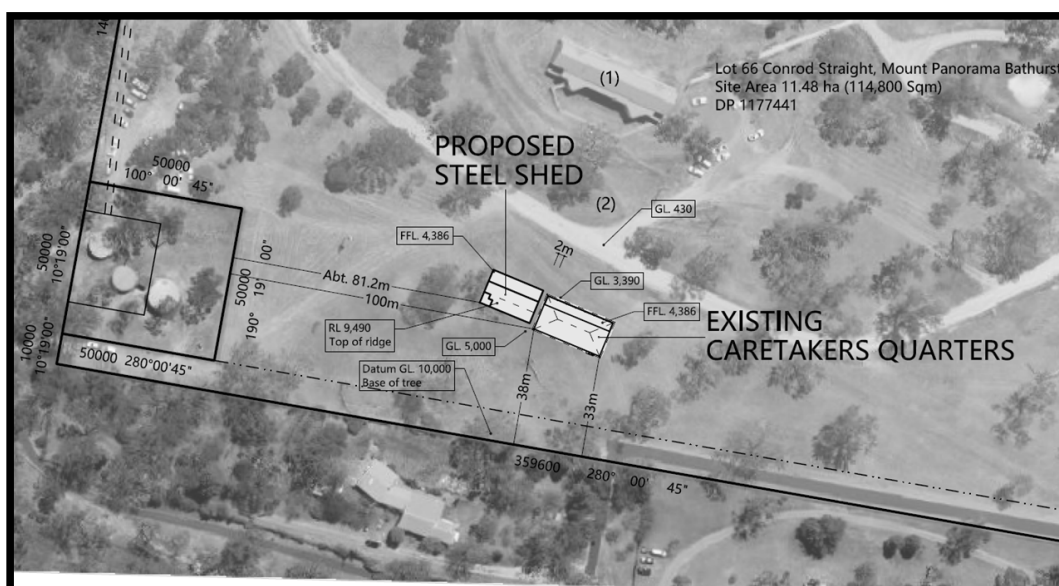 140
(1)
Lot 66 Conrod Straight, Mount Panorama Bathurst
Site Area 11.48 ha (114,800 Sqm)
DP 1177441
PROPOSED
STEEL SHED
50000
100° 00' 45"
(2)
GL. 430
FFL. 4,386
2m
GL. 3,390
50000
10°19'00"
190° 19' 00"
50000
Abt. 81.2m
100m
FFL. 4,386
EXISTING
CARETAKERS QUARTERS
RL 9,490
Top of ridge
GL. 5,000
10000
10°19'00"
50000 280°00'45"
Datum GL. 10,000
Base of tree
38m
33m
359600 280° 00' 45"